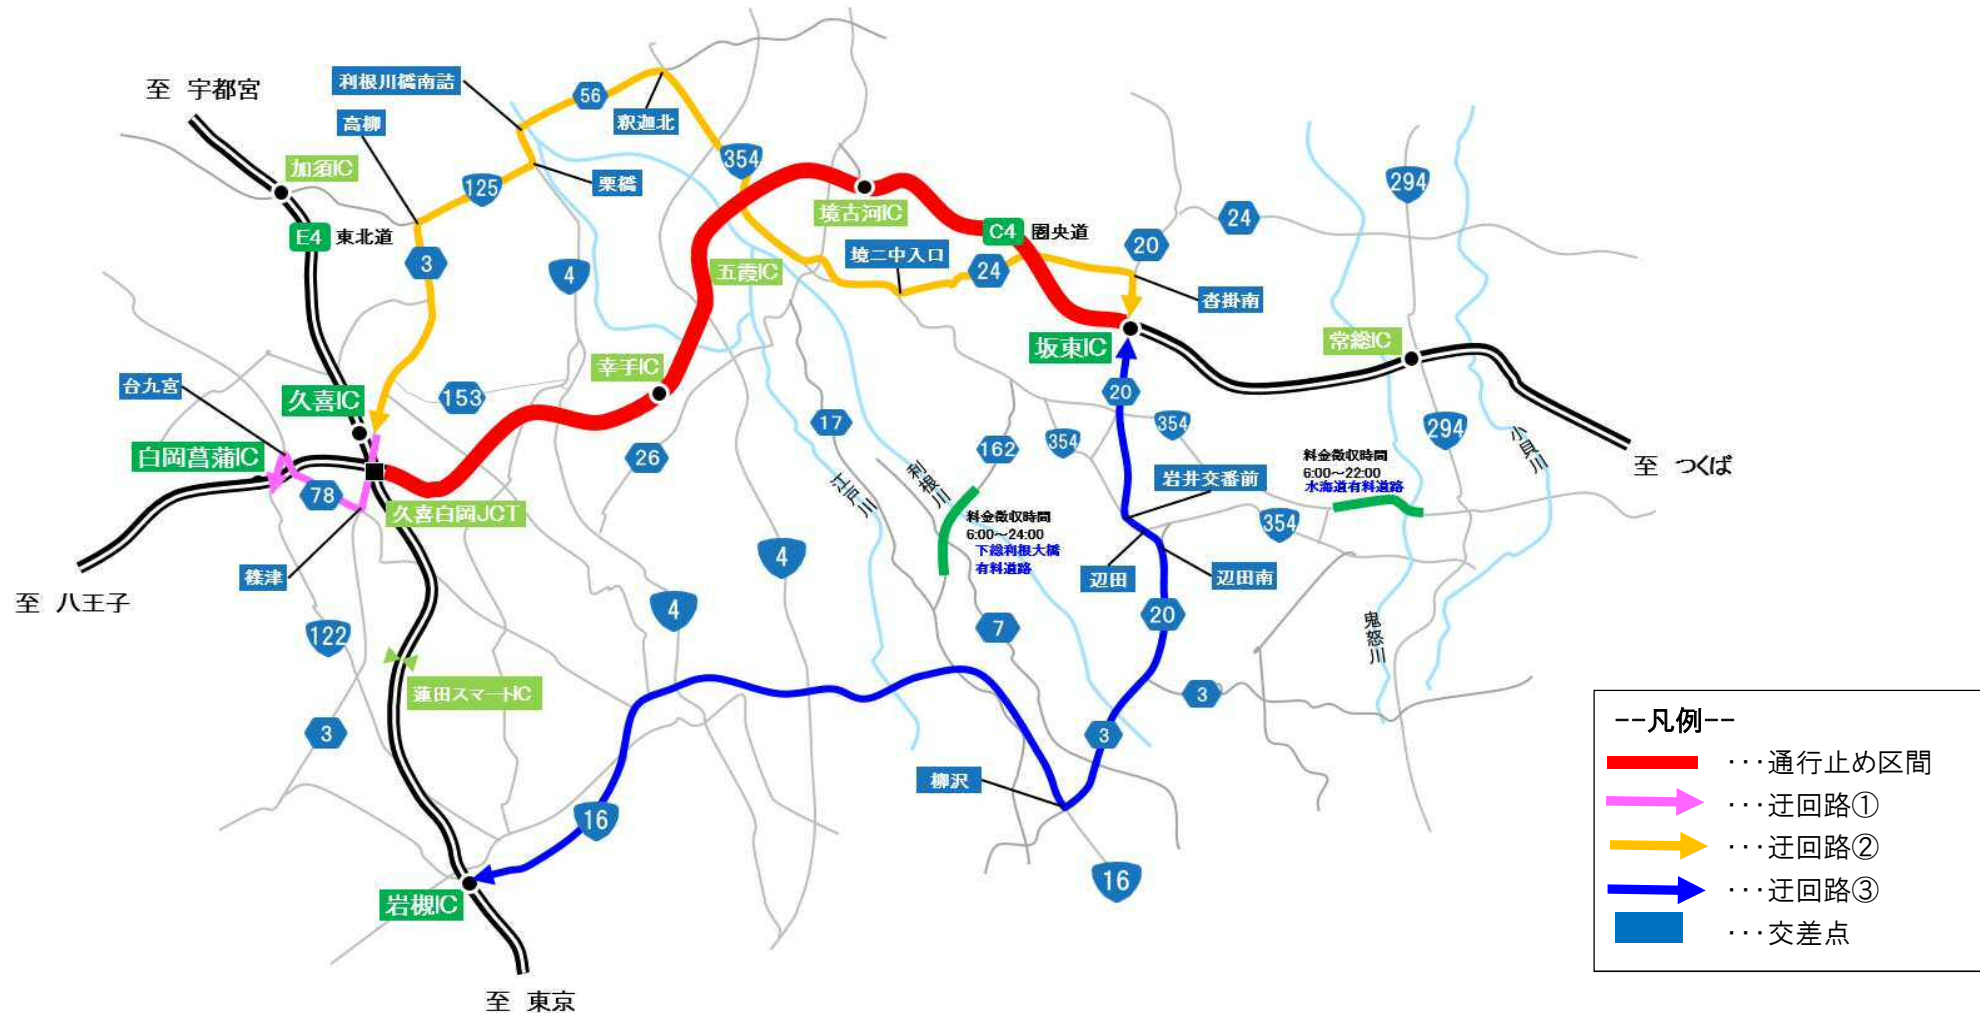 至 宇都宮
利根川橋南詰
56
釈迦北
高柳
加須IC
125
栗橋
354
294
境古河IC
E4 東北道
C4 圏央道
24
20
3
4
五霞IC
境二中入口
24
沓掛南
坂東IC
常総IC
幸手IC
台九宮
久喜IC
153
20
白岡菖蒲IC
17
354
354
294
小貝川
26
162
至 つくば
78
久喜白岡JCT
江戸川
利根川
岩井交番前
料金徴収時間
6:00～22:00
水海道有料道路
料金徴収時間
6:00～24:00
下総利根大橋
有料道路
354
篠津
4
辺田
辺田南
至 八王子
122
4
7
20
鬼怒川
蓮田スマートIC
3
3
3
柳沢
16
16
岩槻IC
至 東京
--凡例--
･･･通行止め区間
･･･迂回路①
･･･迂回路②
･･･迂回路③
･･･交差点